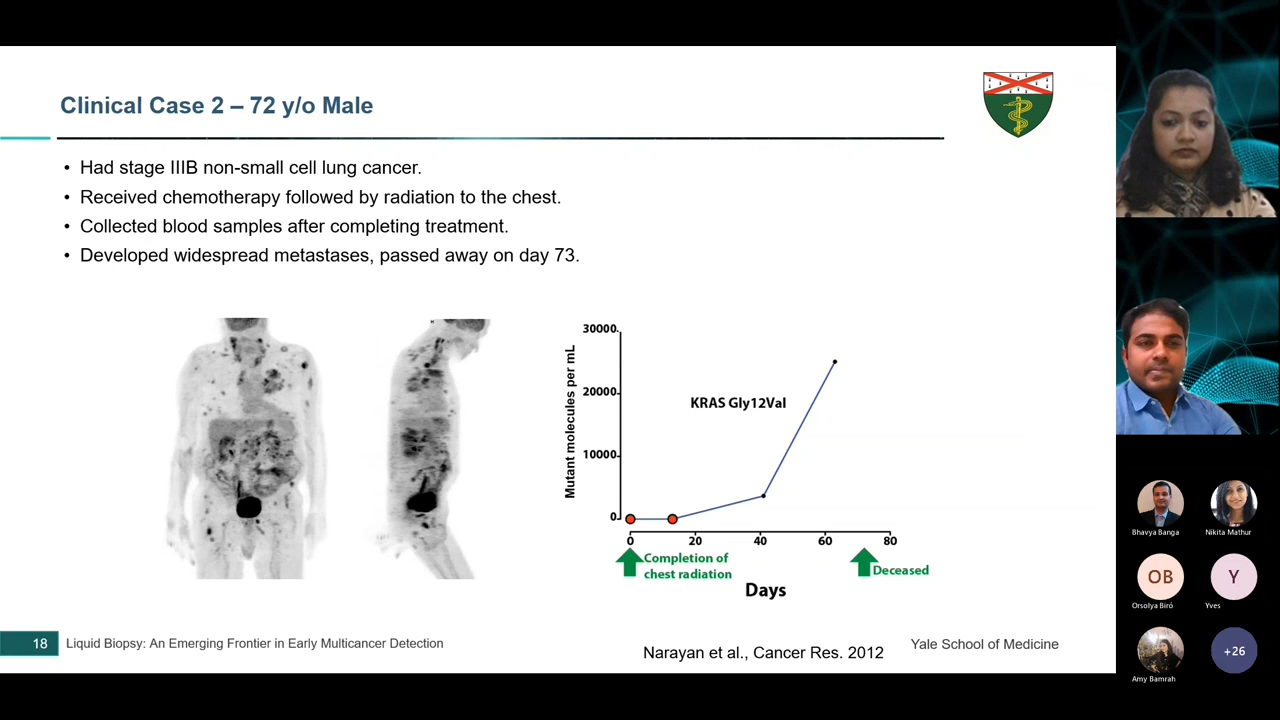 Clinical Case 2 – 72 y/o Male
• Had stage IIIB non-small cell lung cancer.
• Received chemotherapy followed by radiation to the chest.
• Collected blood samples after completing treatment.
• Developed widespread metastases, passed away on day 73.
Mutant molecules per mL
30000
20000
10000
0
KRAS Gly12Val
0 20 40 60 80
Completion of
chest radiation
Deceased
Days
18 Liquid Biopsy: An Emerging Frontier in Early Multicancer Detection
Narayan et al., Cancer Res. 2012
Yale School of Medicine
Bhavya Banga
Nikita Mathur
OB
Y
Orsolya Biró
Yves
+26
Amy Bamrah